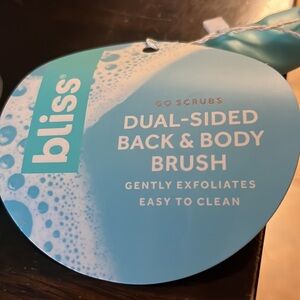 bliss
GO SCRUBS
DUAL-SIDED
BACK & BODY
BRUSH
GENTLY EXFOLIATES
EASY TO CLEAN